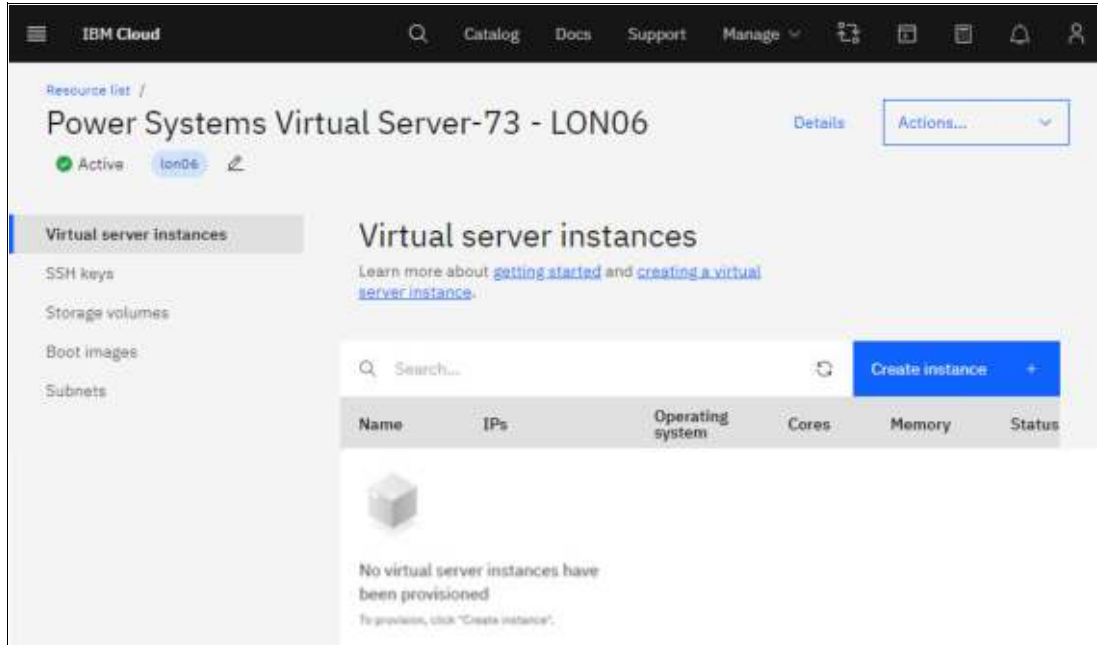 IBM Cloud Catalog Docs Support Manage
Resource list /
Power Systems Virtual Server-73 - LON06
Details
Actions...
Active lon06
Virtual server instances
SSH keys
Storage volumes
Boot images
Subnets
Virtual server instances
Learn more about getting started and creating a virtual
server instance.
Search...
Create instance +
Name IPs Operating system Cores Memory Status
No virtual server instances have
been provisioned
To provision, click "Create instance".